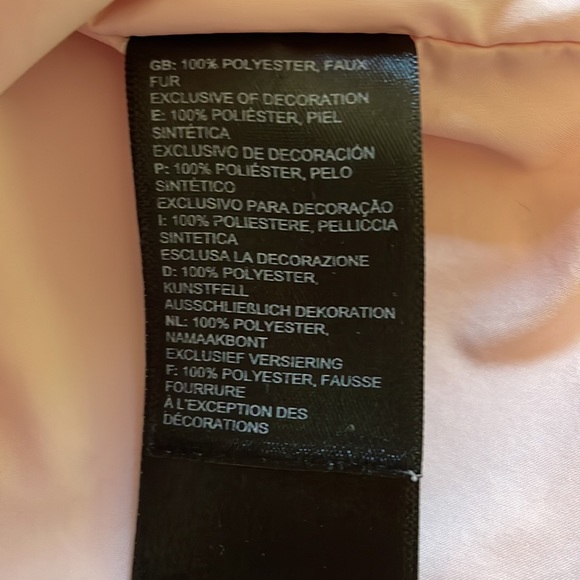 GB: 100% POLYESTER, FAUX
FUR
EXCLUSIVE OF DECORATION
E: 100% POLIÉSTER, PIEL
SINTÉTICA
EXCLUSIVO DE DECORACIÓN
P: 100% POLIÉSTER, PELO
SINTÉTICO
EXCLUSIVO PARA DECORAÇÃO
I: 100% POLIESTERE, PELLICCIA
SINTETICA
ESCLUSA LA DECORAZIONE
D: 100% POLYESTER,
KUNSTFELL
AUSSCHLIEßLICH DEKORATION
NL: 100% POLYESTER,
NAMAAKBONT
EXCLUSIEF VERSIERING
F: 100% POLYESTER, FAUSSE
FOURRURE
À L'EXCEPTION DES
DÉCORATIONS